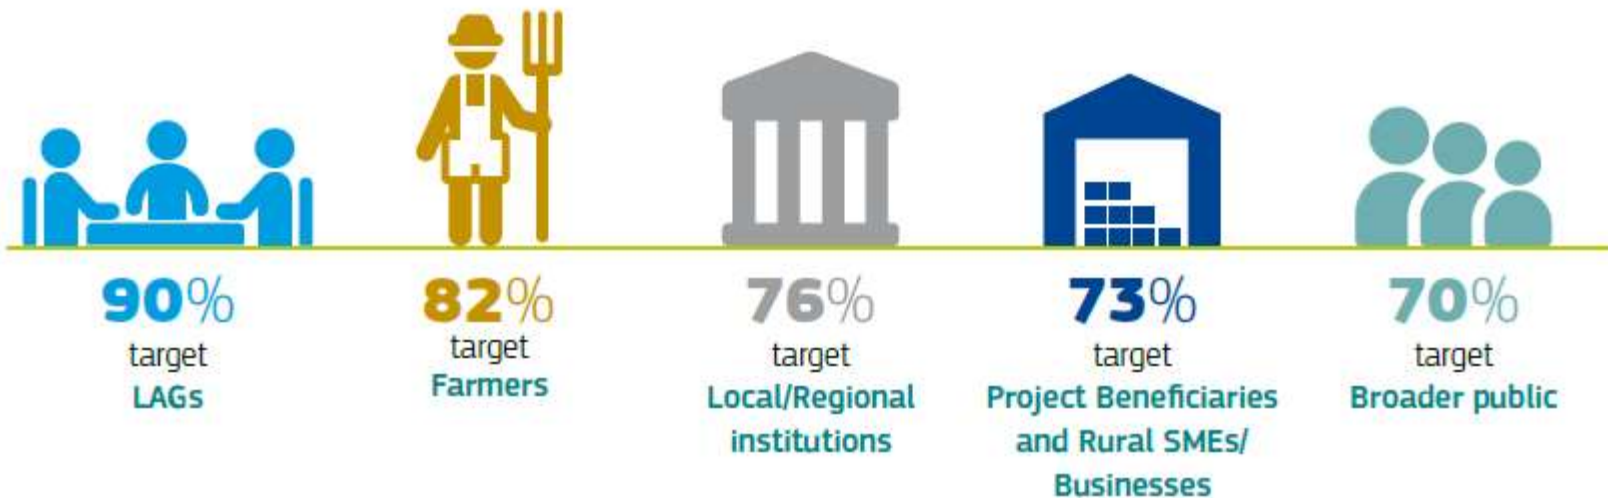 90%
target
LAGs
82%
target
Farmers
76%
target
Local/Regional
institutions
73%
target
Project Beneficiaries
and Rural SMEs/
Businesses
70%
target
Broader public